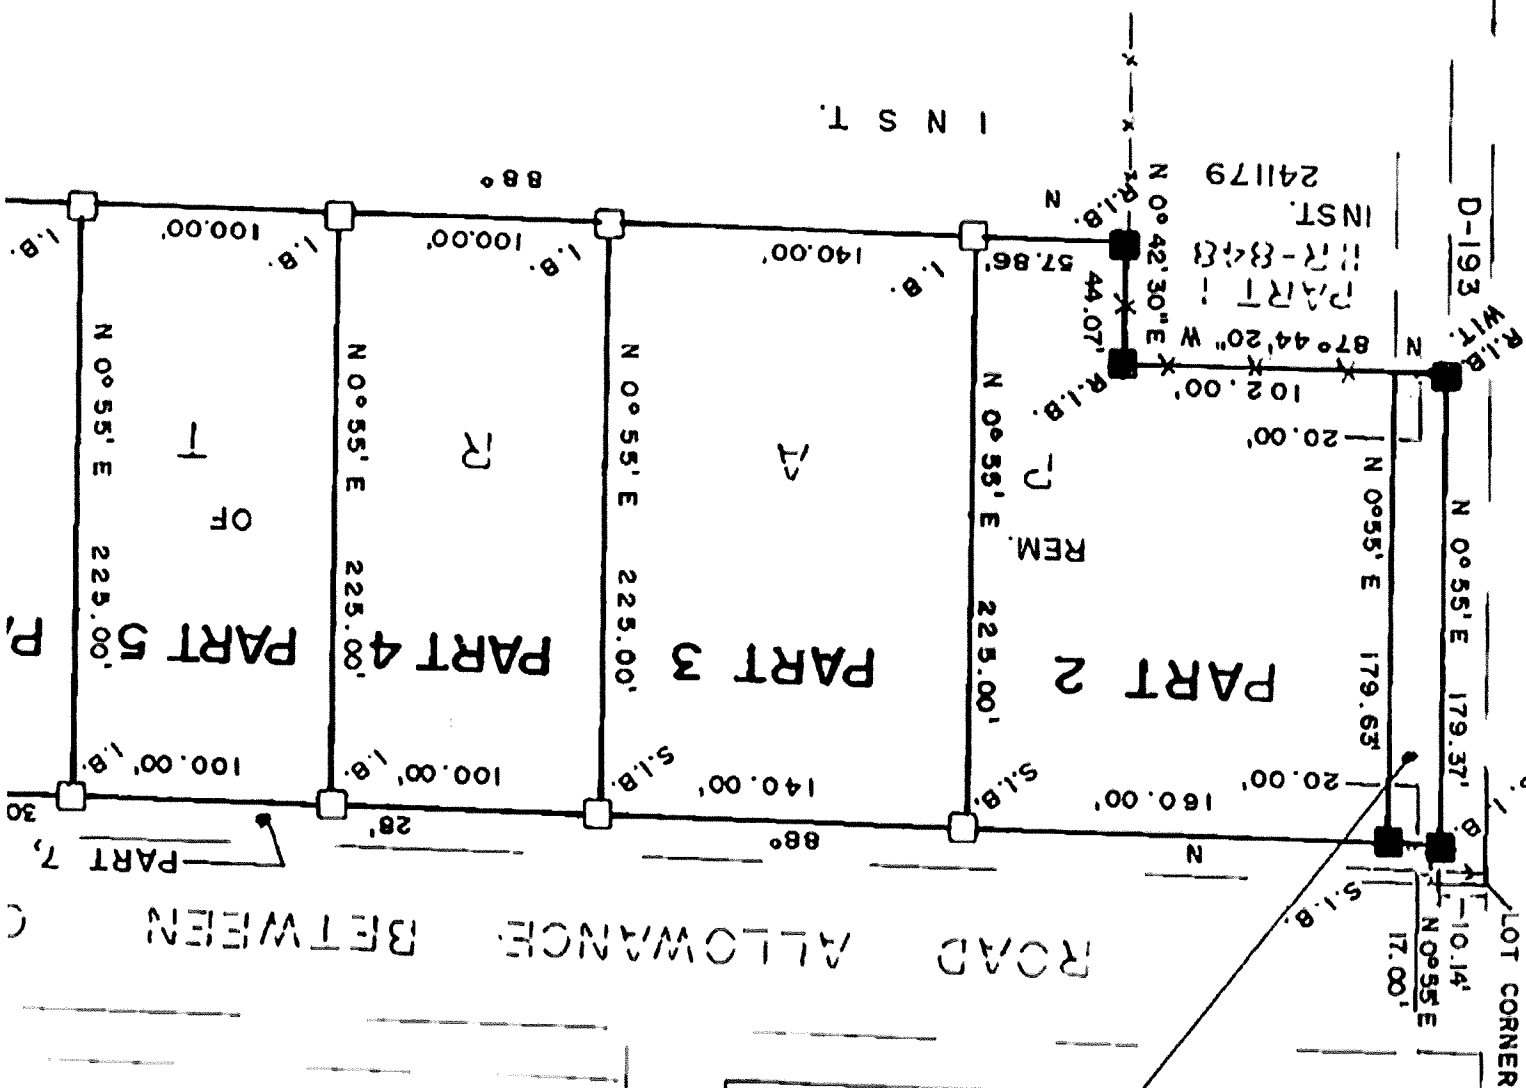 LOT CORNER
10.14'
N 0°55' E
17.00'
ROAD ALLOWANCE BETWEEN
PART 7,
S.I.B.
I.B.
N 88° 28' 30
20.00'
160.00'
S.I.B.
140.00'
S.I.B.
100.00'
I.B.
100.00'
I.B.
PART 2
PART 3
PART 4
PART 5
N 0°55' E 179.37'
N 0°55' E 179.63'
N 0°55' E 225.00'
N 0°55' E 225.00'
N 0°55' E 225.00'
N 0°55' E 225.00'
REM. OF
A R T
20.00'
102.00'
N 87°44'20" W
R.I.B.
WIT.
R.I.B.
PART 1
RR-848
INST.
241179
D-193
44.07'
N 0°42'30" E
R.I.B.
57.86'
I.B.
140.00'
I.B.
100.00'
I.B.
100.00'
I.B.
N 88°
INST.